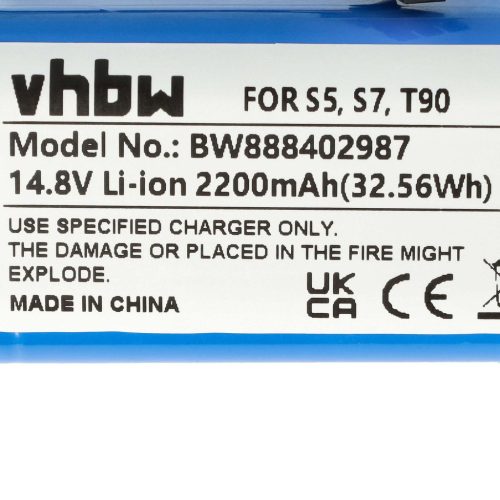 vhbw FOR S5, S7, T90
Model No.: BW888402987
14.8V Li-ion 2200mAh(32.56Wh)
USE SPECIFIED CHARGER ONLY.
THE DAMAGE OR PLACED IN THE FIRE MIGHT
EXPLODE.
MADE IN CHINA
UK
CA CE